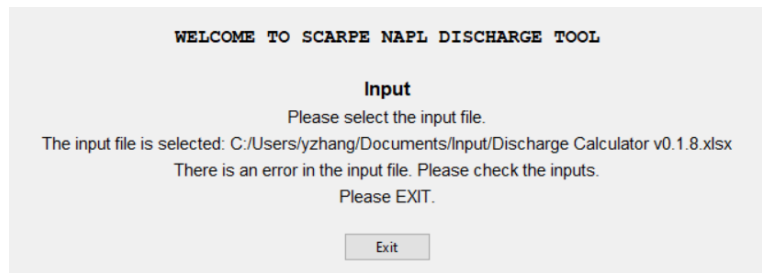 WELCOME TO SCARPE NAPL DISCHARGE TOOL
Input
Please select the input file.
The input file is selected: C:/Users/yzhang/Documents/Input/Discharge Calculator v0.1.8.xlsx
There is an error in the input file. Please check the inputs.
Please EXIT.
Exit